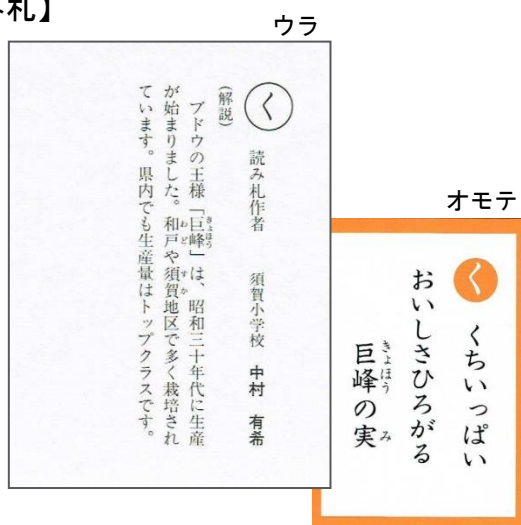 札】
ウラ
く
読み札作者　須賀小学校　中村　有希
(解説)
ブドウの王様「巨峰」は、昭和三十年代に生産
が始まりました。和戸や須賀地区で多く栽培され
ています。県内でも生産量はトップクラスです。
オモテ
く
くちいっぱい
おいしさひろがる
巨峰の実